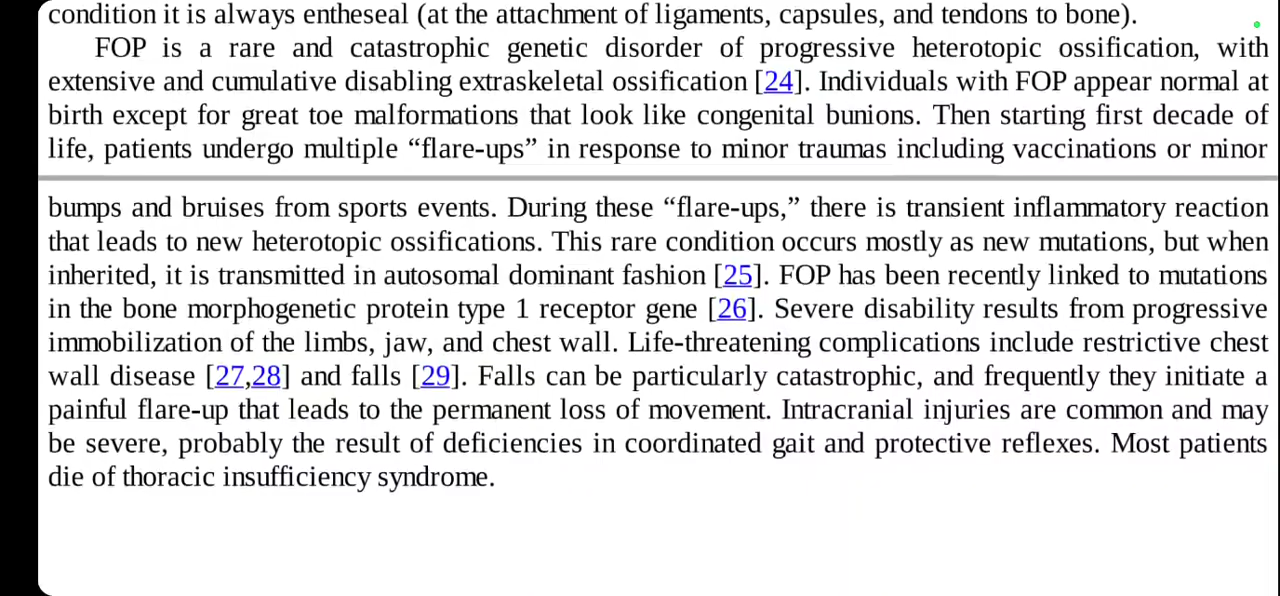 condition it is always entheseal (at the attachment of ligaments, capsules, and tendons to bone).
FOP is a rare and catastrophic genetic disorder of progressive heterotopic ossification, with
extensive and cumulative disabling extraskeletal ossification [24]. Individuals with FOP appear normal at
birth except for great toe malformations that look like congenital bunions. Then starting first decade of
life, patients undergo multiple “flare-ups” in response to minor traumas including vaccinations or minor
bumps and bruises from sports events. During these “flare-ups,” there is transient inflammatory reaction
that leads to new heterotopic ossifications. This rare condition occurs mostly as new mutations, but when
inherited, it is transmitted in autosomal dominant fashion [25]. FOP has been recently linked to mutations
in the bone morphogenetic protein type 1 receptor gene [26]. Severe disability results from progressive
immobilization of the limbs, jaw, and chest wall. Life-threatening complications include restrictive chest
wall disease [27,28] and falls [29]. Falls can be particularly catastrophic, and frequently they initiate a
painful flare-up that leads to the permanent loss of movement. Intracranial injuries are common and may
be severe, probably the result of deficiencies in coordinated gait and protective reflexes. Most patients
die of thoracic insufficiency syndrome.